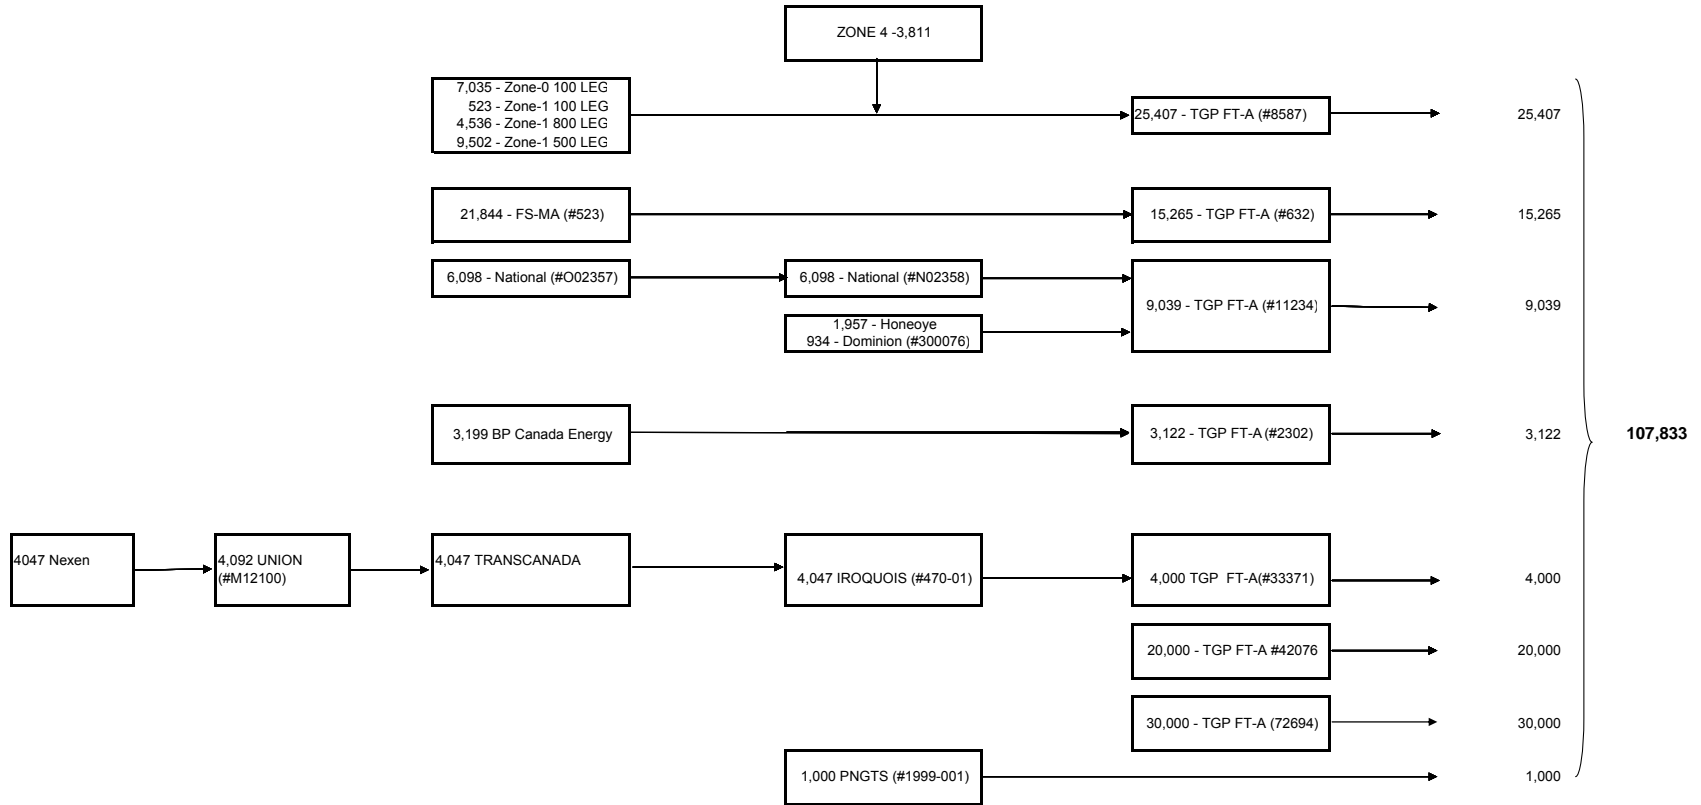 ZONE 4 -3,811
7,035 - Zone-0 100 LEG
523 - Zone-1 100 LEG
4,536 - Zone-1 800 LEG
9,502 - Zone-1 500 LEG
25,407 - TGP FT-A (#8587)
25,407
21,844 - FS-MA (#523)
15,265 - TGP FT-A (#632)
15,265
6,098 - National (#O02357)
6,098 - National (#N02358)
9,039 - TGP FT-A (#11234)
9,039
1,957 - Honeoye
934 - Dominion (#300076)
3,199 BP Canada Energy
3,122 - TGP FT-A (#2302)
3,122
107,833
4047 Nexen
4,092 UNION
(#M12100)
4,047 TRANSCANADA
4,047 IROQUOIS (#470-01)
4,000 TGP  FT-A(#33371)
4,000
20,000 - TGP FT-A #42076
20,000
30,000 - TGP FT-A (72694)
30,000
1,000 PNGTS (#1999-001)
1,000